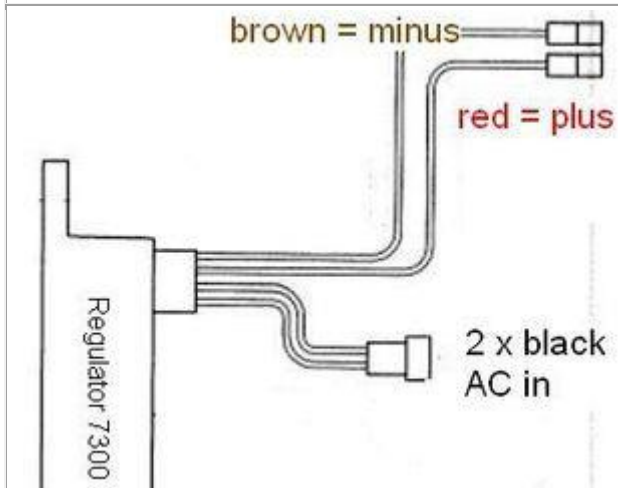 brown = minus
red = plus
2 x black
AC in
Regulator 7300